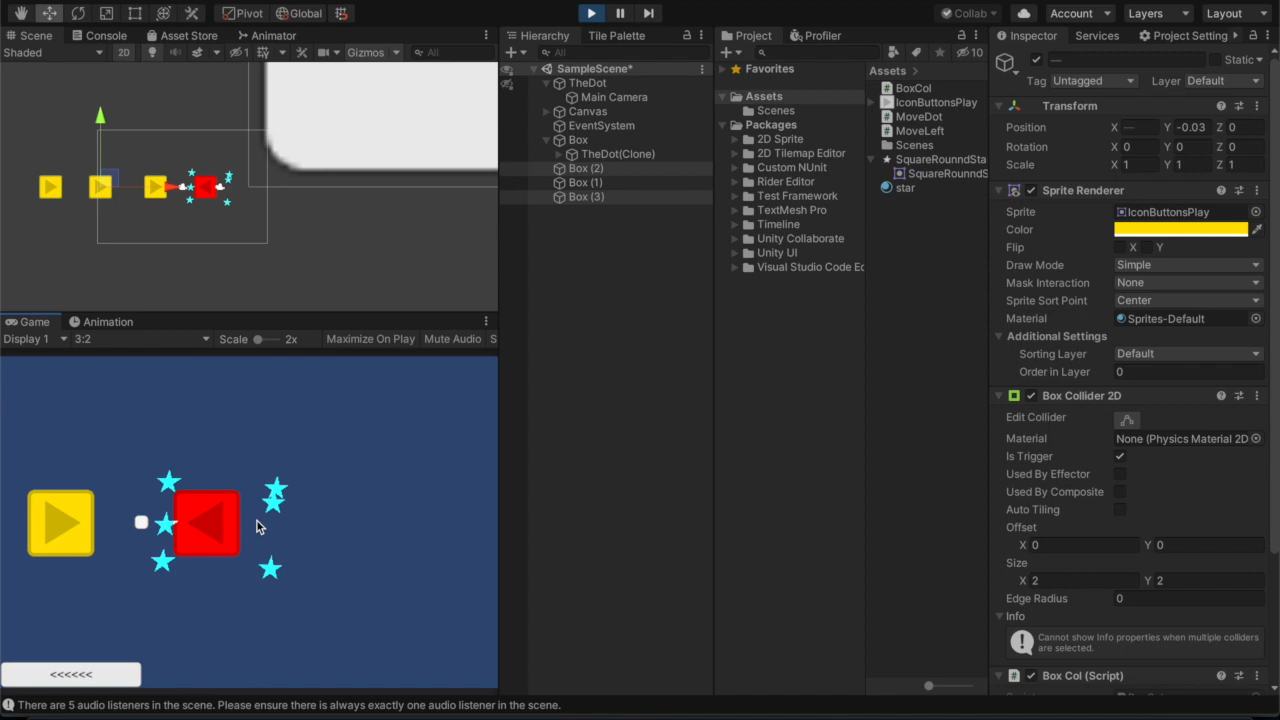 Pivot Global Collab Account Layers Layout
Scene Console Asset Store Animator
Shaded 2D 1 Gizmos All
Game Animation
Display 1 3:2 Scale 2x Maximize On Play Mute Audio S
<<<<<<
Hierarchy Tile Palette
All
SampleScene*
TheDot
Main Camera
Canvas
EventSystem
Box
TheDot(Clone)
Box (2)
Box (1)
Box (3)
Project Profiler
10
Favorites
Assets
Scenes
Packages
2D Sprite
2D Tilemap Editor
Custom NUnit
Rider Editor
Test Framework
TextMesh Pro
Timeline
Unity Collaborate
Unity UI
Visual Studio Code Ed
Assets
BoxCol
IconButtonsPlay
MoveDot
MoveLeft
Scenes
SquareRounndSta
SquareRounndS
star
Inspector Services Project Setting
— Static
Tag Untagged Layer Default
Transform
Position X — Y -0.03 Z 0
Rotation X 0 Y 0 Z 0
Scale X 1 Y 1 Z 1
Sprite Renderer
Sprite IconButtonsPlay
Color
Flip X Y
Draw Mode Simple
Mask Interaction None
Sprite Sort Point Center
Material Sprites-Default
Additional Settings
Sorting Layer Default
Order in Layer 0
Box Collider 2D
Edit Collider
Material None (Physics Material 2D
Is Trigger
Used By Effector
Used By Composite
Auto Tiling
Offset
X 0 Y 0
Size
X 2 Y 2
Edge Radius 0
Info
Cannot show Info properties when multiple colliders
are selected.
Box Col (Script)
There are 5 audio listeners in the scene. Please ensure there is always exactly one audio listener in the scene.